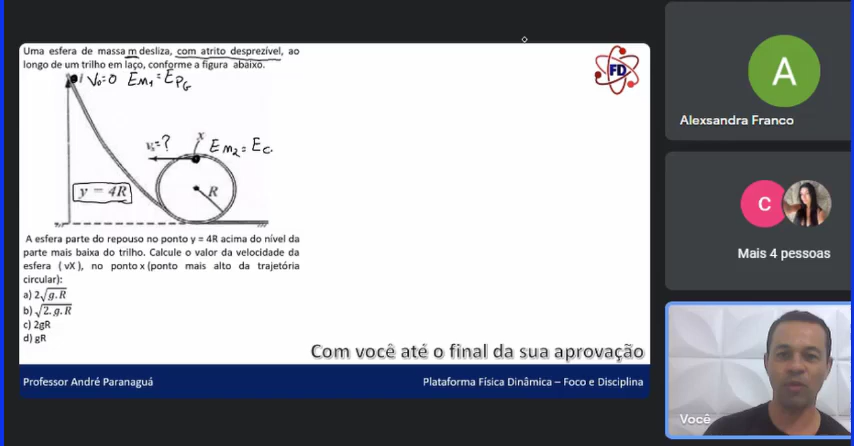 Uma esfera de massa m desliza, com atrito desprezível, ao
longo de um trilho em laço, conforme a figura abaixo.
V₀=0 Em₁=EPG
x
vₓ=? Em₂=Ec.
y = 4R
R
A esfera parte do repouso no ponto y = 4R acima do nível da
parte mais baixa do trilho. Calcule o valor da velocidade da
esfera ( vX ), no ponto x (ponto mais alto da trajetória
circular):
a) 2√g.R
b) √2.g.R
c) 2gR
d) gR
FD
Com você até o final da sua aprovação
Professor André Paranaguá
Plataforma Física Dinâmica – Foco e Disciplina
A
Alexsandra Franco
C
Mais 4 pessoas
Você